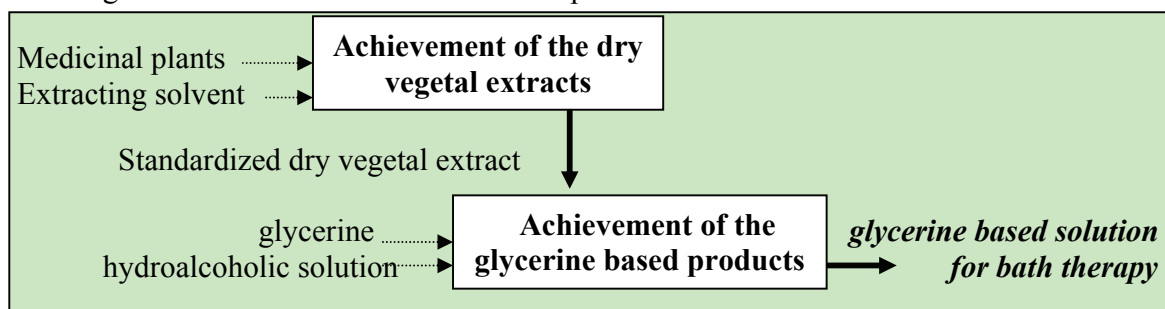 Achievement of the dry
vegetal extracts
Medicinal plants
Extracting solvent
Standardized dry vegetal extract
glycerine
hydroalcoholic solution
Achievement of the
glycerine based products
glycerine based solution
for bath therapy